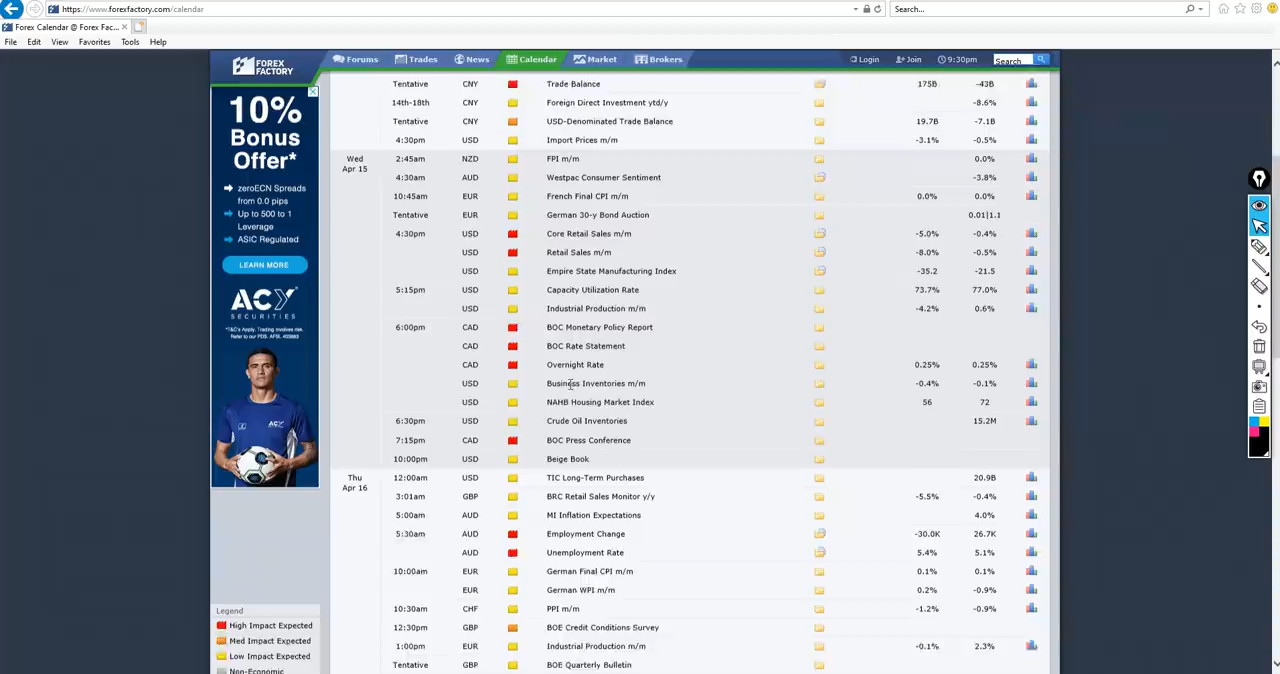 https://www.forexfactory.com/calendar
Search...
Forex Calendar @ Forex Fac...
File Edit View Favorites Tools Help
FOREX FACTORY
Forums Trades News Calendar Market Brokers Login Join 9:30pm Search
10%
Bonus
Offer*
zeroECN Spreads
from 0.0 pips
Up to 500 to 1
Leverage
ASIC Regulated
LEARN MORE
ACY
SECURITIES
*T&C's Apply. Trading involves risk.
Refer to our PDS. AFSL 403863
ACY
Legend
High Impact Expected
Med Impact Expected
Low Impact Expected
Non-Economic
Tentative CNY Trade Balance 175B -43B
14th-18th CNY Foreign Direct Investment ytd/y -8.6%
Tentative CNY USD-Denominated Trade Balance 19.7B -7.1B
4:30pm USD Import Prices m/m -3.1% -0.5%
Wed Apr 15 2:45am NZD FPI m/m 0.0%
4:30am AUD Westpac Consumer Sentiment -3.8%
10:45am EUR French Final CPI m/m 0.0% 0.0%
Tentative EUR German 30-y Bond Auction 0.01|1.1
4:30pm USD Core Retail Sales m/m -5.0% -0.4%
USD Retail Sales m/m -8.0% -0.5%
USD Empire State Manufacturing Index -35.2 -21.5
5:15pm USD Capacity Utilization Rate 73.7% 77.0%
USD Industrial Production m/m -4.2% 0.6%
6:00pm CAD BOC Monetary Policy Report
CAD BOC Rate Statement
CAD Overnight Rate 0.25% 0.25%
USD Business Inventories m/m -0.4% -0.1%
USD NAHB Housing Market Index 56 72
6:30pm USD Crude Oil Inventories 15.2M
7:15pm CAD BOC Press Conference
10:00pm USD Beige Book
Thu Apr 16 12:00am USD TIC Long-Term Purchases 20.9B
3:01am GBP BRC Retail Sales Monitor y/y -5.5% -0.4%
5:00am AUD MI Inflation Expectations 4.0%
5:30am AUD Employment Change -30.0K 26.7K
AUD Unemployment Rate 5.4% 5.1%
10:00am EUR German Final CPI m/m 0.1% 0.1%
EUR German WPI m/m 0.2% -0.9%
10:30am CHF PPI m/m -1.2% -0.9%
12:30pm GBP BOE Credit Conditions Survey
1:00pm EUR Industrial Production m/m -0.1% 2.3%
Tentative GBP BOE Quarterly Bulletin